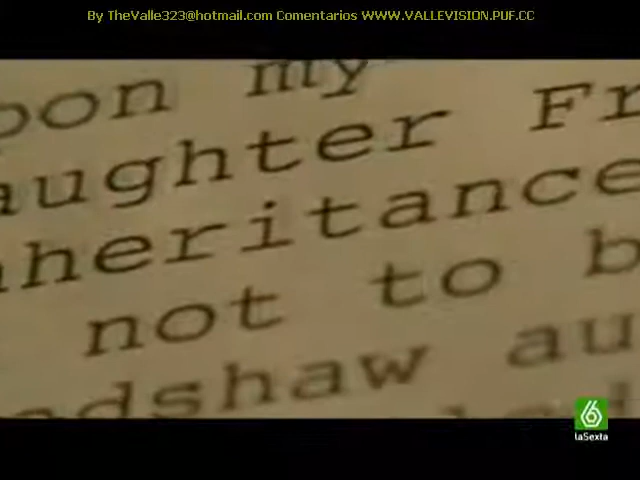 By TheValle323@hotmail.com Comentarios WWW.VALLEVISION.PUF.CC
pon my
aughter Fr
nheritance
not to b
dshaw au
6
laSexta